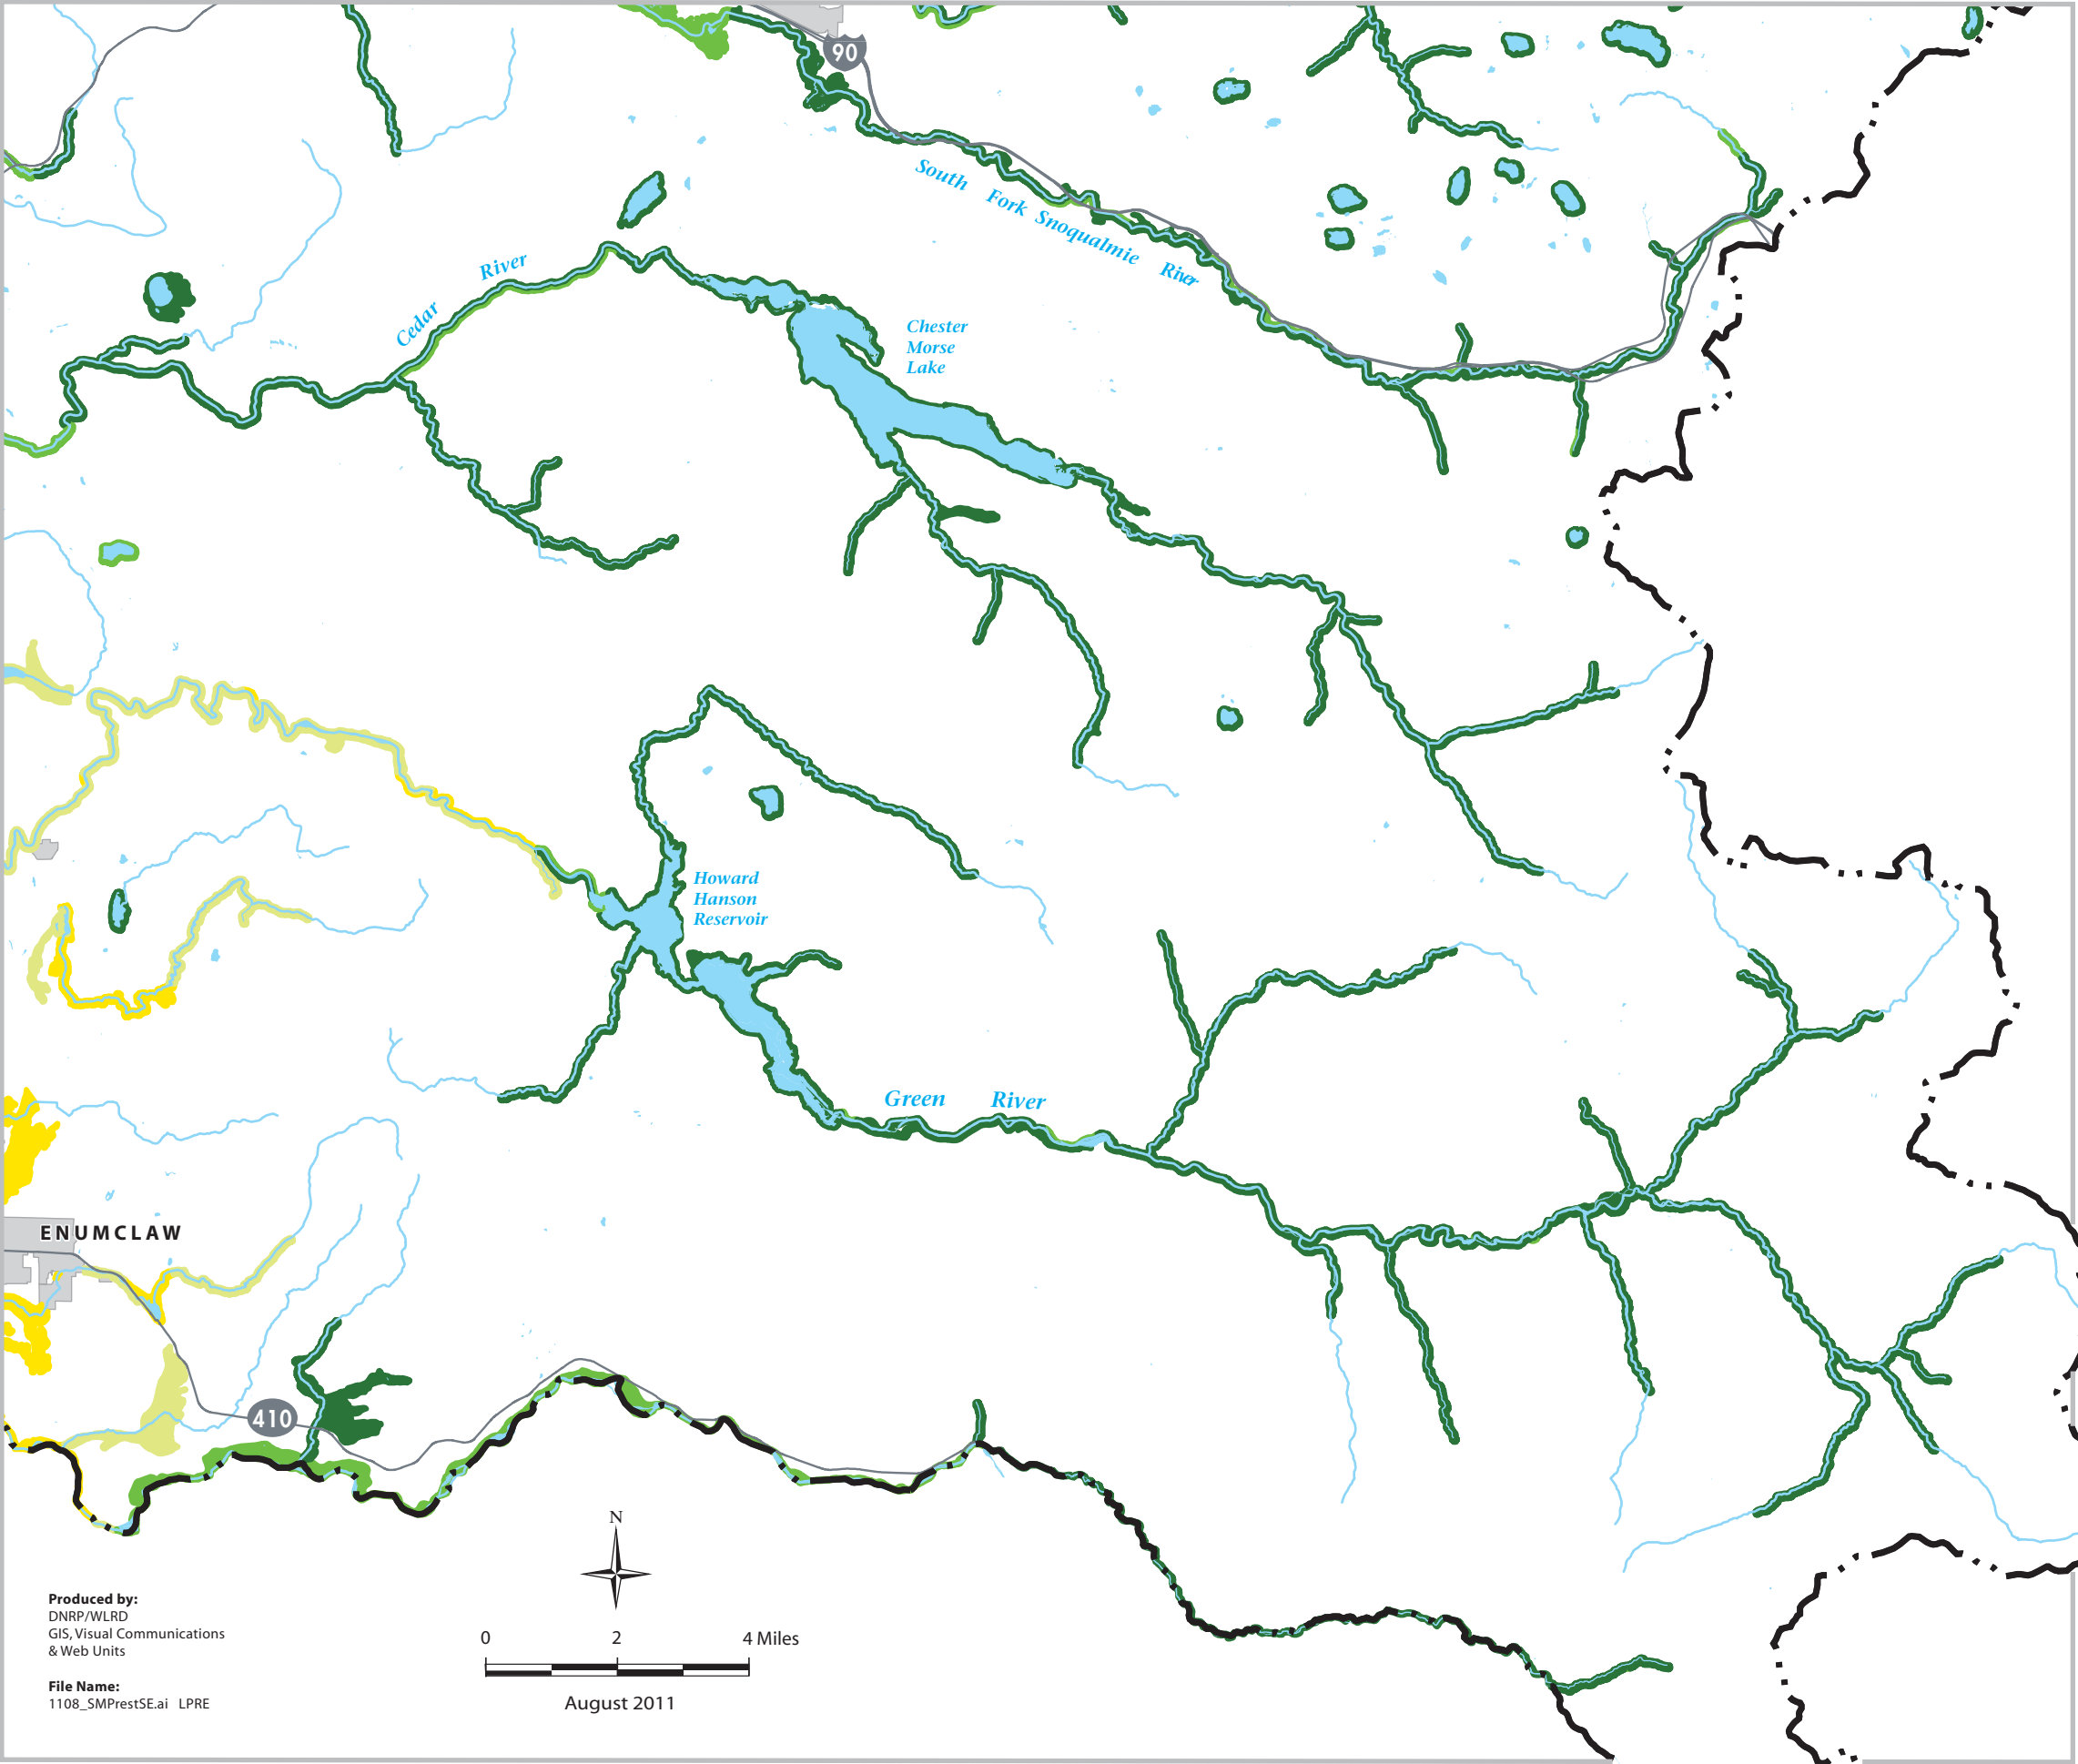 90
South Fork Snoqualmie River
Cedar River
Chester
Morse
Lake
Howard
Hanson
Reservoir
Green River
ENUMCLAW
410
N
Produced by:
DNRP/WLRD
GIS, Visual Communications
& Web Units
File Name:
1108_SMPrestSE.ai LPRE
0 2 4 Miles
August 2011